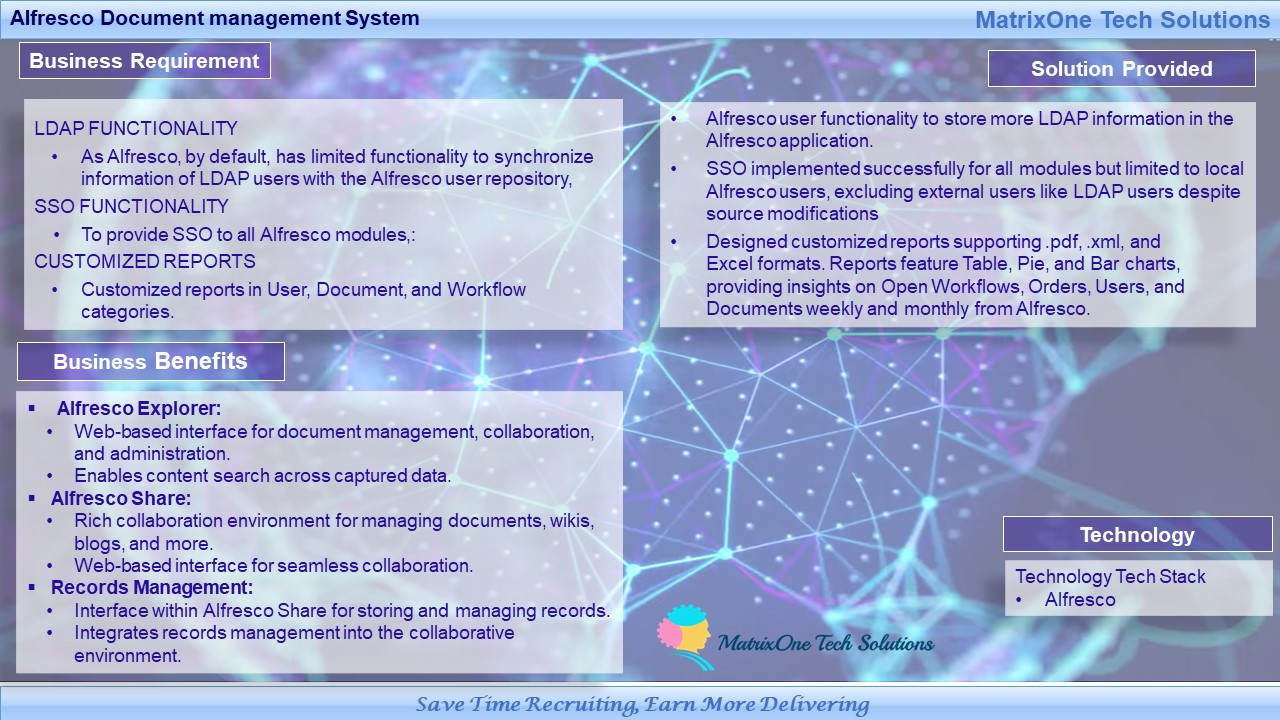 Alfresco Document management System
MatrixOne Tech Solutions
Business Requirement
LDAP FUNCTIONALITY
• As Alfresco, by default, has limited functionality to synchronize
information of LDAP users with the Alfresco user repository,
SSO FUNCTIONALITY
• To provide SSO to all Alfresco modules,:
CUSTOMIZED REPORTS
• Customized reports in User, Document, and Workflow
categories.
Solution Provided
• Alfresco user functionality to store more LDAP information in the
Alfresco application.
• SSO implemented successfully for all modules but limited to local
Alfresco users, excluding external users like LDAP users despite
source modifications
• Designed customized reports supporting .pdf, .xml, and
Excel formats. Reports feature Table, Pie, and Bar charts,
providing insights on Open Workflows, Orders, Users, and
Documents weekly and monthly from Alfresco.
Business Benefits
▪ Alfresco Explorer:
• Web-based interface for document management, collaboration,
and administration.
• Enables content search across captured data.
▪ Alfresco Share:
• Rich collaboration environment for managing documents, wikis,
blogs, and more.
• Web-based interface for seamless collaboration.
▪ Records Management:
• Interface within Alfresco Share for storing and managing records.
• Integrates records management into the collaborative
environment.
Technology
Technology Tech Stack
• Alfresco
MatrixOne Tech Solutions
Save Time Recruiting, Earn More Delivering